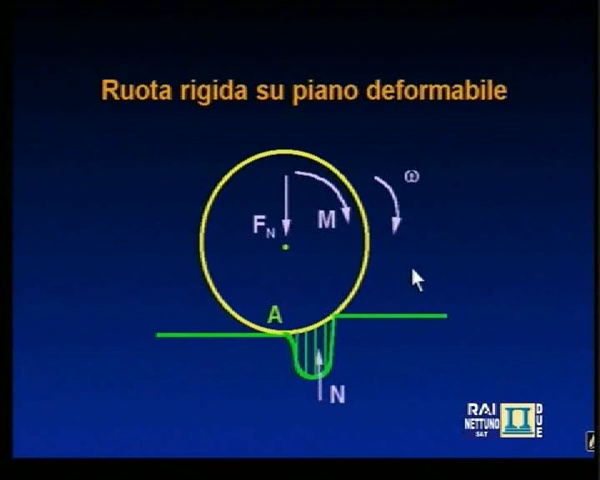 Ruota rigida su piano deformabile
ω
F_N
M
A
N
RAI
NETTUNO
SAT
DUE